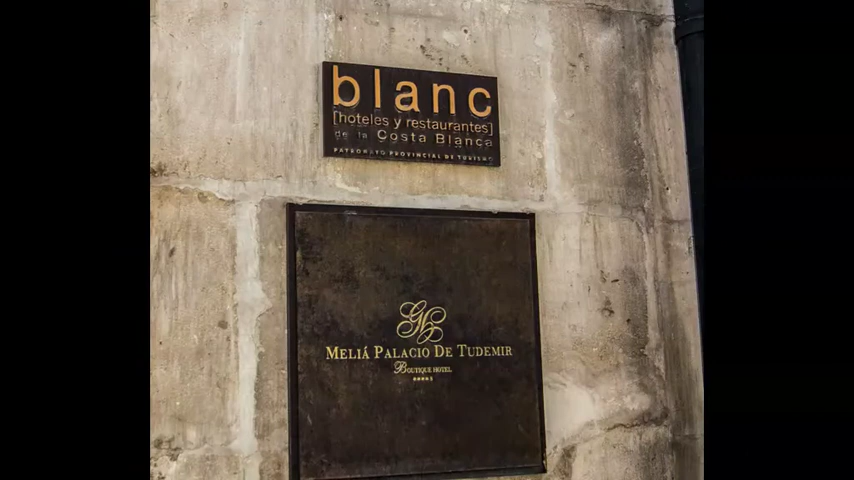 blanc
[hoteles y restaurantes]
de la Costa Blanca
PATRONATO PROVINCIAL DE TURISMO
MELIÁ PALACIO DE TUDEMIR
BOUTIQUE HOTEL